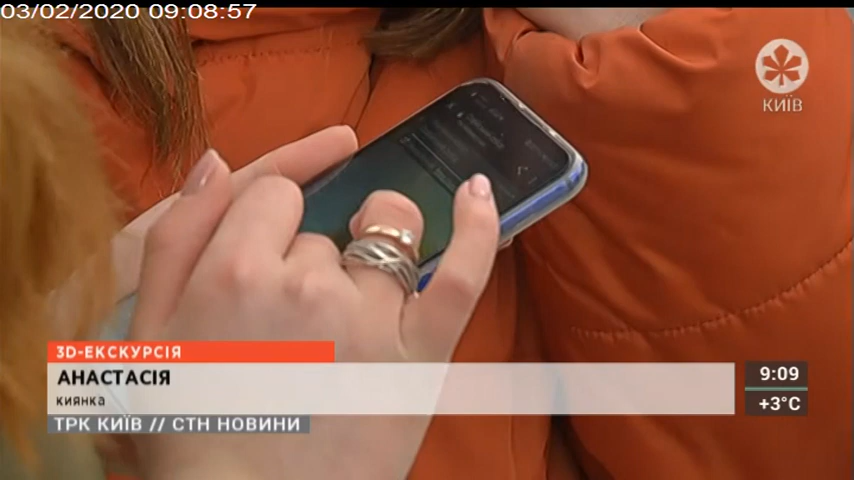 03/02/2020 09:08:57
КИЇВ
3D-ЕКСКУРСІЯ
АНАСТАСІЯ
киянка
9:09
+3°C
ТРК КИЇВ // СТН НОВИНИ